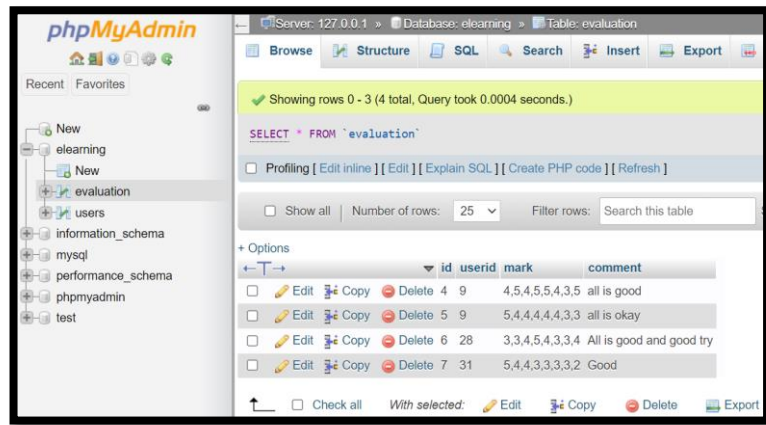 phpMyAdmin
Recent Favorites
New
elearning
New
evaluation
users
information_schema
mysql
performance_schema
phpmyadmin
test
Server: 127.0.0.1 » Database: elearning » Table: evaluation
Browse Structure SQL Search Insert Export
Showing rows 0 - 3 (4 total, Query took 0.0004 seconds.)
SELECT * FROM `evaluation`
Profiling [ Edit inline ] [ Edit ] [ Explain SQL ] [ Create PHP code ] [ Refresh ]
Show all | Number of rows: 25 Filter rows: Search this table
+ Options
←T→ id userid mark comment
Edit Copy Delete 4 9 4,5,4,5,5,4,3,5 all is good
Edit Copy Delete 5 9 5,4,4,4,4,4,3,3 all is okay
Edit Copy Delete 6 28 3,3,4,5,4,3,3,4 All is good and good try
Edit Copy Delete 7 31 5,4,4,3,3,3,3,2 Good
Check all With selected: Edit Copy Delete Export